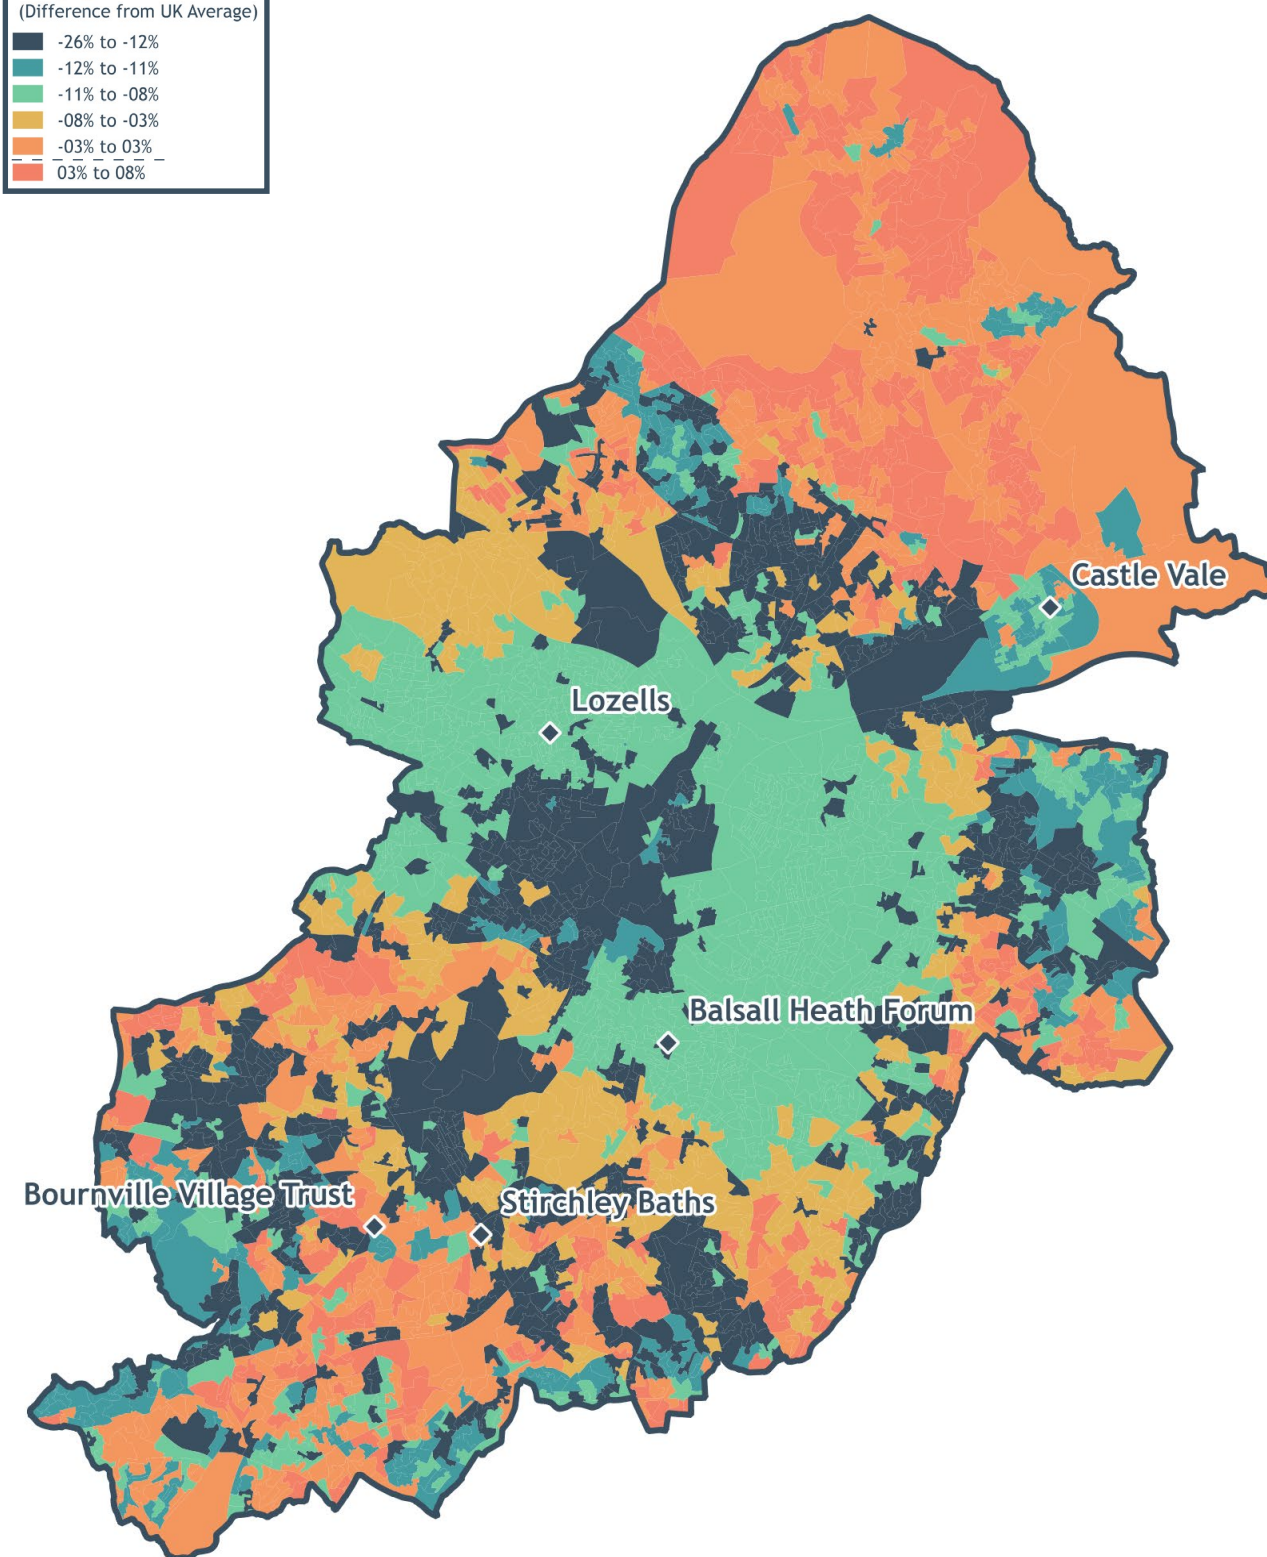 (Difference from UK Average)
-26% to -12%
-12% to -11%
-11% to -08%
-08% to -03%
-03% to 03%
03% to 08%
Castle Vale
Lozells
Balsall Heath Forum
Bournville Village Trust
Stirchley Baths